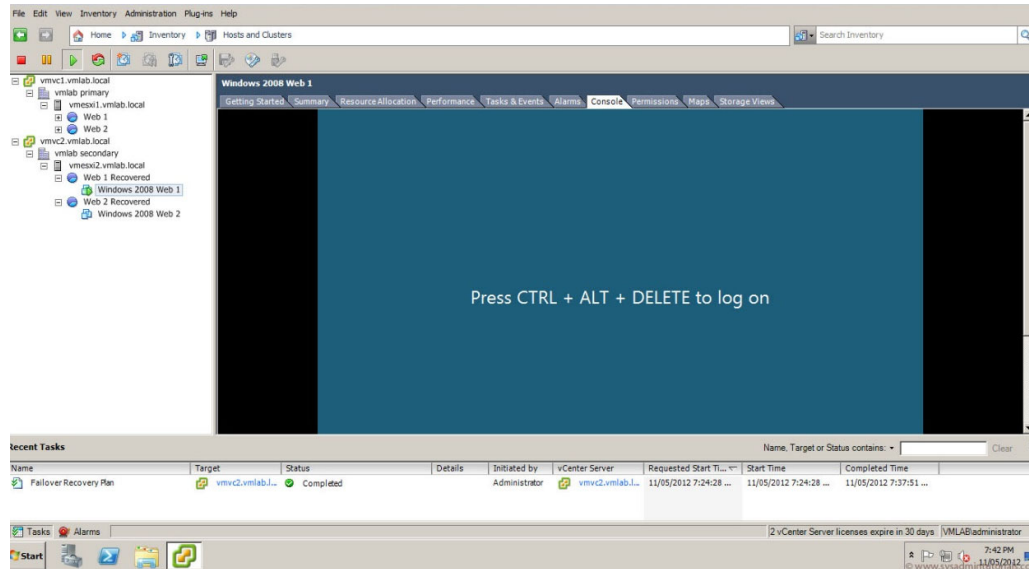 File Edit View Inventory Administration Plug-ins Help
Home Inventory Hosts and Clusters Search Inventory
vmvc1.vmlab.local
vmlab primary
vmesxi1.vmlab.local
Web 1
Web 2
vmvc2.vmlab.local
vmlab secondary
vmesxi2.vmlab.local
Web 1 Recovered
Windows 2008 Web 1
Web 2 Recovered
Windows 2008 Web 2
Windows 2008 Web 1
Getting Started Summary Resource Allocation Performance Tasks & Events Alarms Console Permissions Maps Storage Views
Press CTRL + ALT + DELETE to log on
Recent Tasks Name, Target or Status contains: Clear
Name Target Status Details Initiated by vCenter Server Requested Start Ti... Start Time Completed Time
Failover Recovery Plan vmvc2.vmlab.l... Completed Administrator vmvc2.vmlab.l... 11/05/2012 7:24:28 ... 11/05/2012 7:24:28 ... 11/05/2012 7:37:51 ...
Tasks Alarms 2 vCenter Server licenses expire in 30 days VMLAB\administrator
Start 7:42 PM
11/05/2012